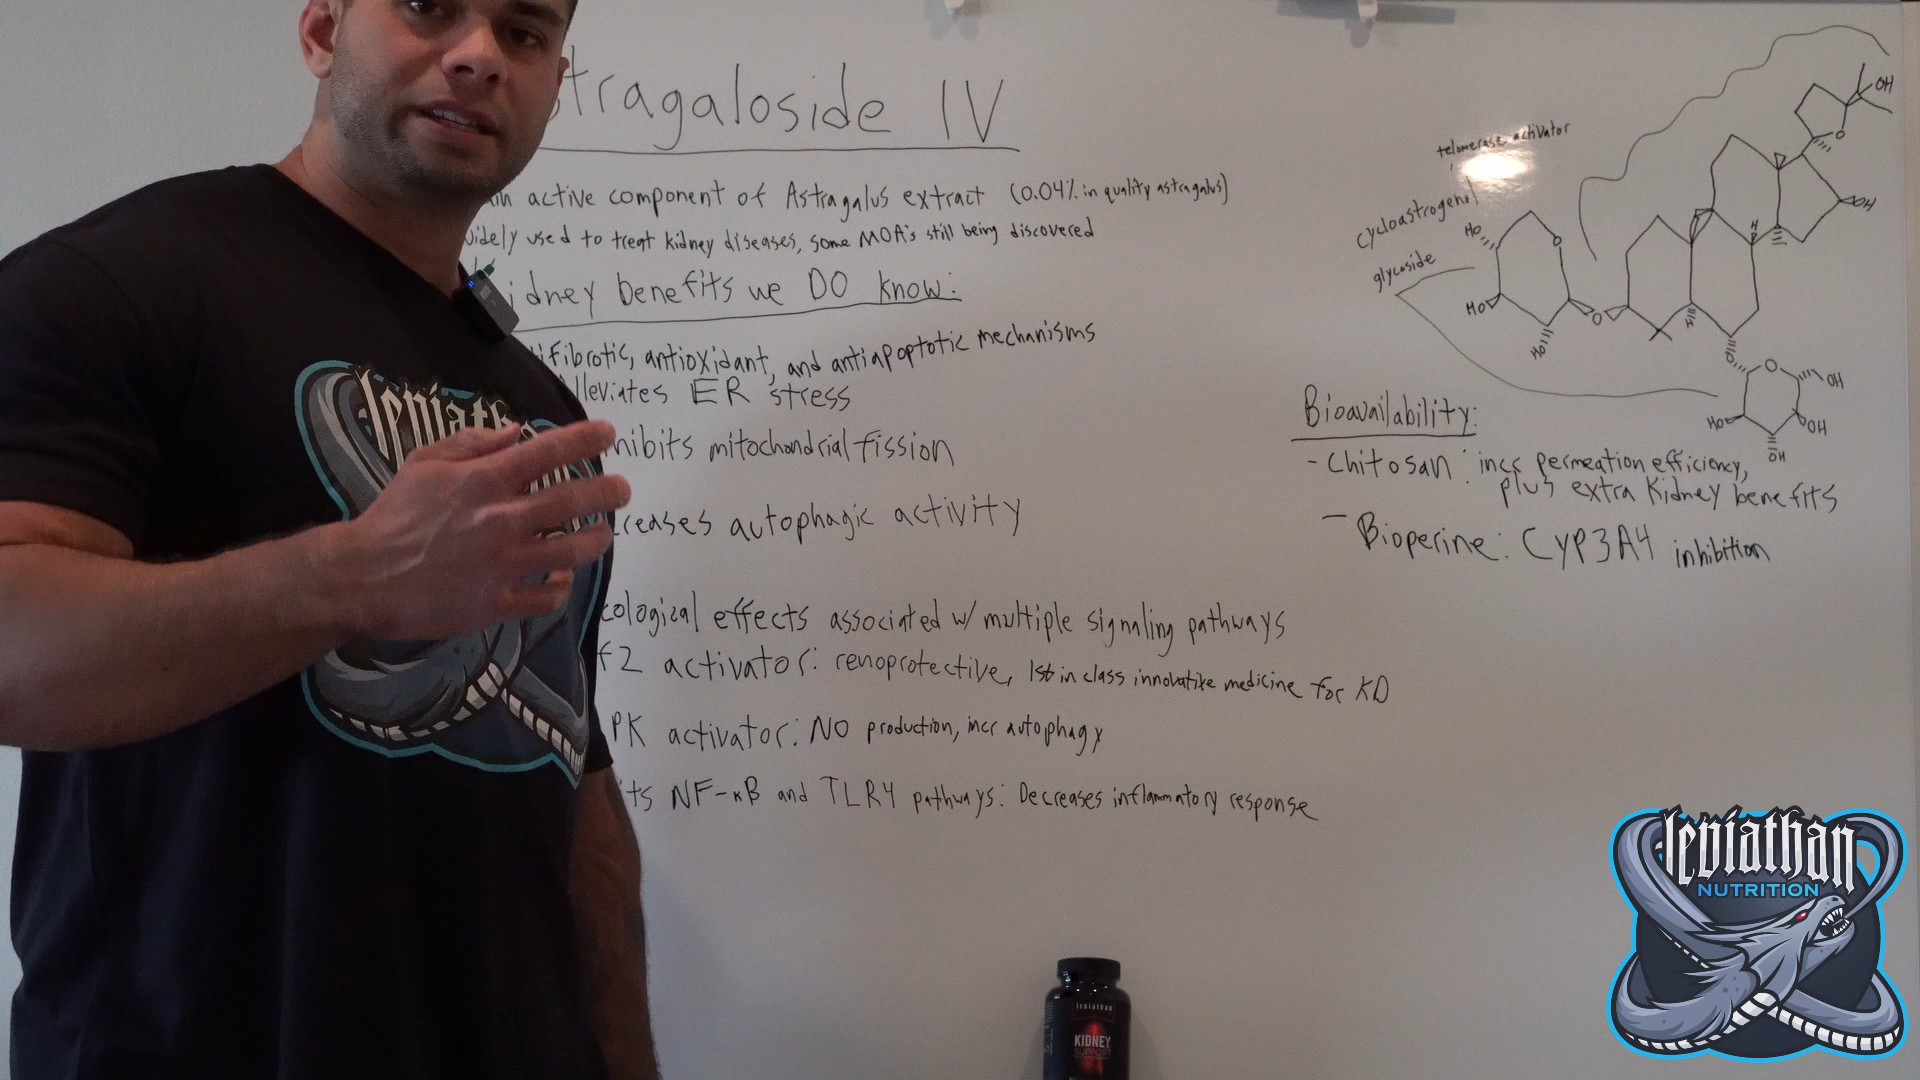 tragaloside IV
active component of Astragalus extract (0.04% in quality astragalus)
idely used to treat kidney diseases, some MOA's still being discovered
idney benefits we DO know:
ifibrotic, antioxidant, and antiapoptotic mechanisms
lleviates ER stress
hibits mitochondrial fission
creases autophagic activity
cological effects associated w/ multiple signaling pathways
f2 activator: renoprotective, 1st in class innovative medicine for KD
PK activator: NO production, incr autophagy
its NF-κB and TLR4 pathways: Decreases inflammatory response
telomerase activator
Cycloastrogenol
glycoside
OH
OH
HO
O
O
H
HO
O
H
HO
O
O
OH
HO
OH
OH
Bioavailability:
- Chitosan: incr permeation efficiency,
plus extra kidney benefits
- Bioperine: CYP3A4 inhibition
leviathan
leviathan
KIDNEY
SUPPORT
leviathan
NUTRITION